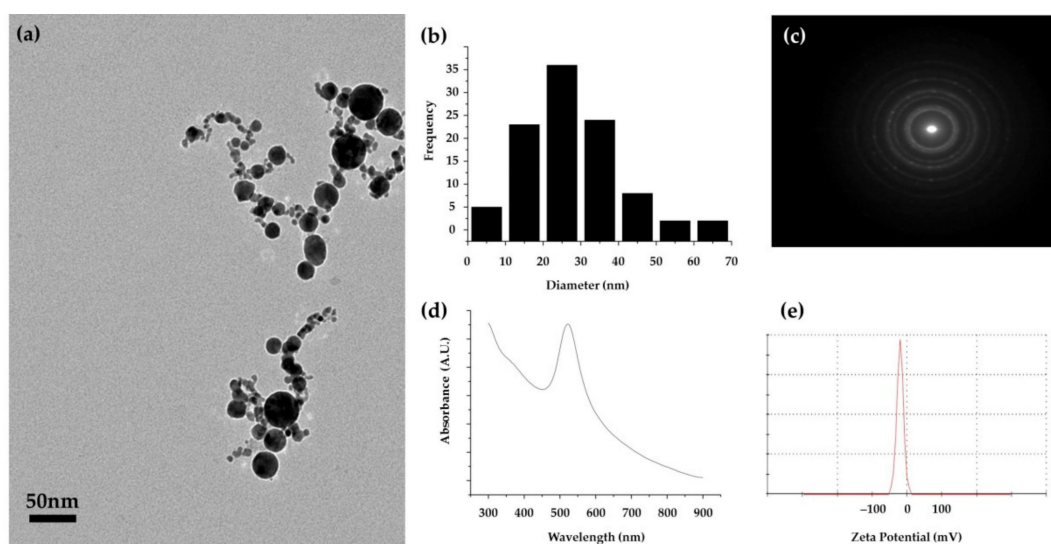 (a)
50nm
(b)
Frequency
35
30
25
20
15
10
5
0
0 10 20 30 40 50 60 70
Diameter (nm)
(c)
(d)
Absorbance (A.U.)
300 400 500 600 700 800 900
Wavelength (nm)
(e)
−100 0 100
Zeta Potential (mV)